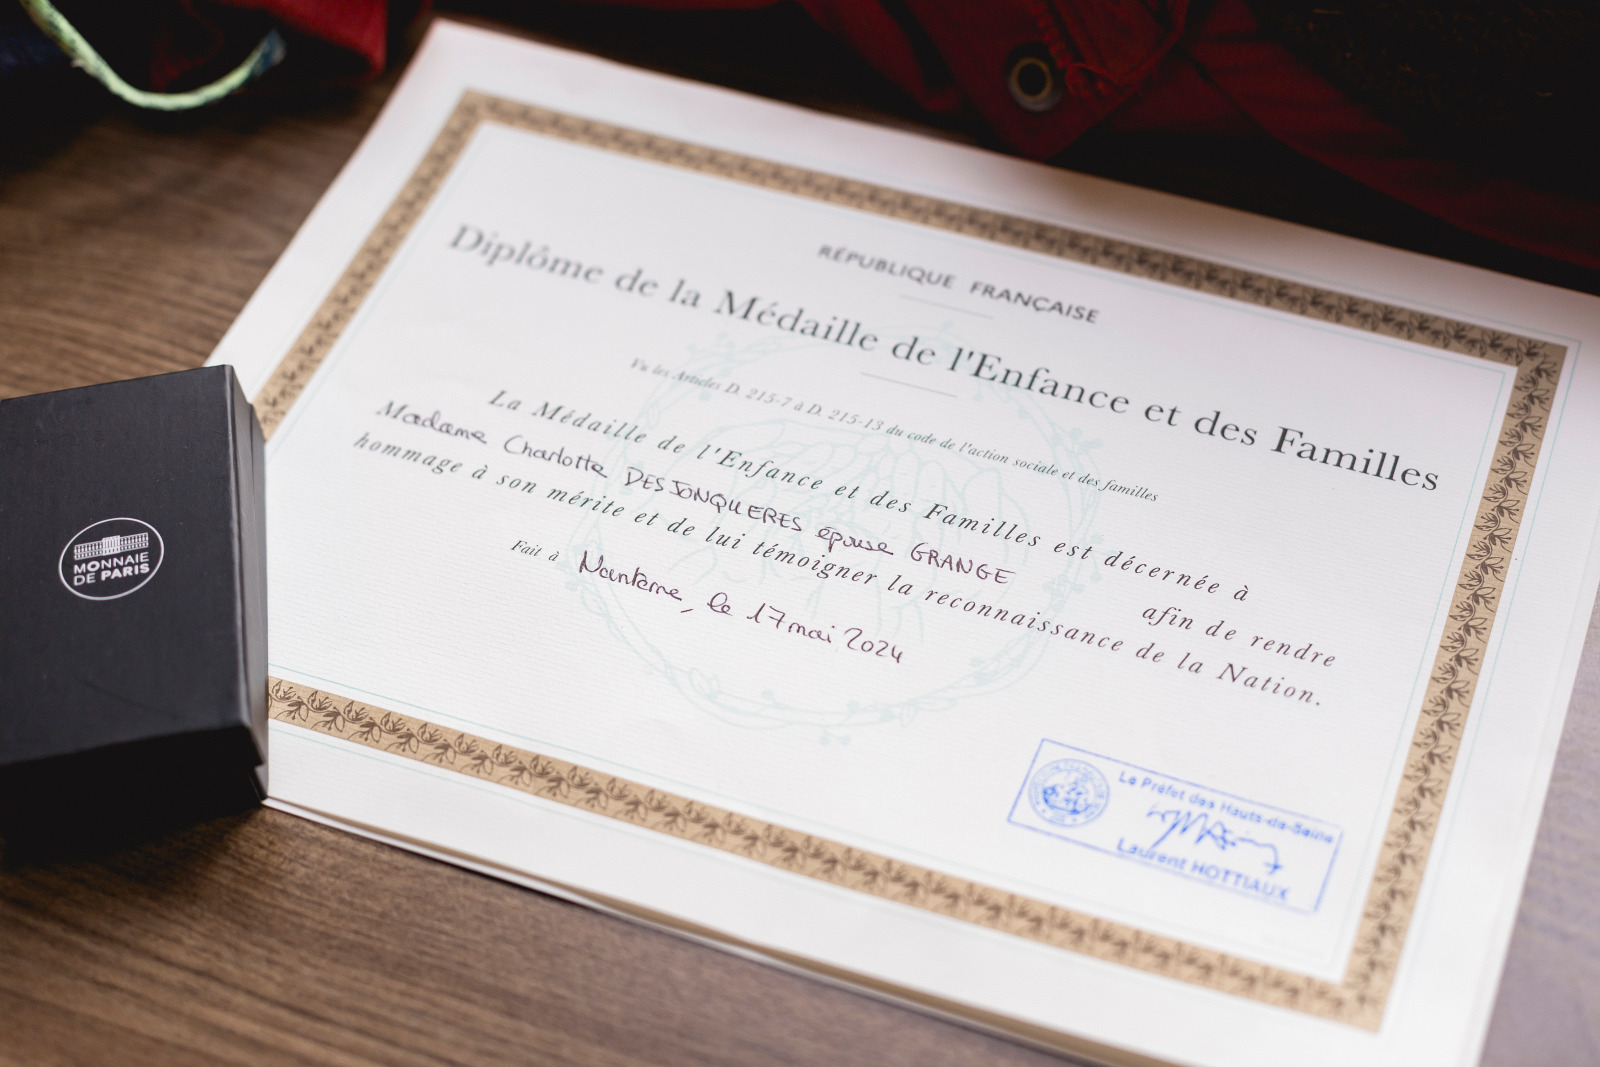 RÉPUBLIQUE FRANÇAISE
Diplôme de la Médaille de l'Enfance et des Familles
Vu les Articles D. 215-7 à D. 215-13 du code de l'action sociale et des familles
La Médaille de l'Enfance et des Familles est décernée à
Madame Charlotte DESJONQUERES épouse GRANGE afin de rendre
hommage à son mérite et de lui témoigner la reconnaissance de la Nation.
Fait à Nanterre, le 17 mai 2024
Le Préfet des Hauts-de-Seine
Laurent HOTTIAUX
MONNAIE
DE PARIS